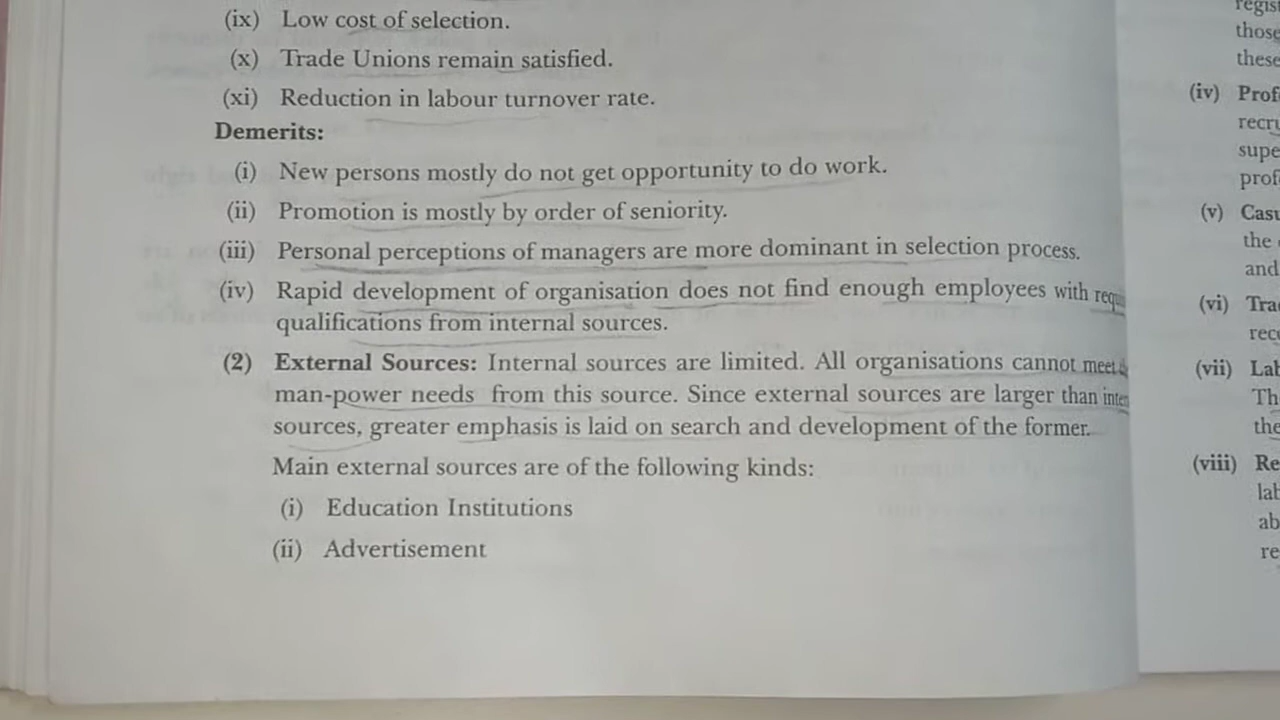 (ix) Low cost of selection.
(x) Trade Unions remain satisfied.
(xi) Reduction in labour turnover rate.
Demerits:
(i) New persons mostly do not get opportunity to do work.
(ii) Promotion is mostly by order of seniority.
(iii) Personal perceptions of managers are more dominant in selection process.
(iv) Rapid development of organisation does not find enough employees with
qualifications from internal sources.
(2) External Sources: Internal sources are limited. All organisations cannot meet
man-power needs from this source. Since external sources are larger than
sources, greater emphasis is laid on search and development of the former.
Main external sources are of the following kinds:
(i) Education Institutions
(ii) Advertisement
those
these
(iv)
(v)
the
and
(vi)
(vii)
the
(viii)